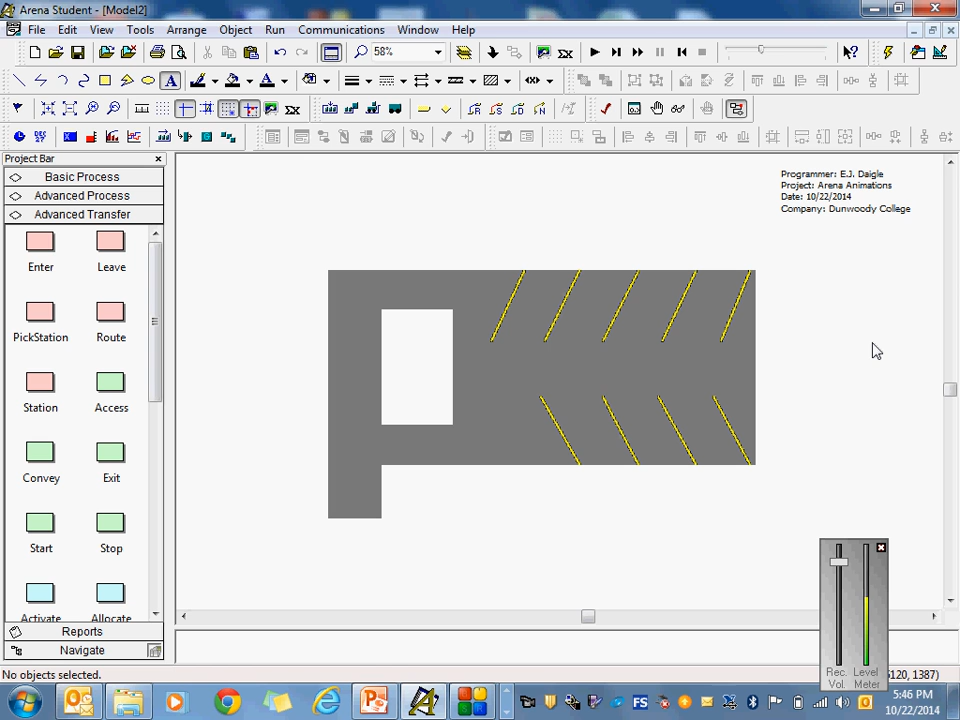 Arena Student - [Model2]
File Edit View Tools Arrange Object Run Communications Window Help
58%
Project Bar
Basic Process
Advanced Process
Advanced Transfer
Enter Leave
PickStation Route
Station Access
Convey Exit
Start Stop
Activate Allocate
Reports
Navigate
Programmer: E.J. Daigle
Project: Arena Animations
Date: 10/22/2014
Company: Dunwoody College
Rec. Level
Vol. Meter
No objects selected.
6120, 1387)
5:46 PM
10/22/2014